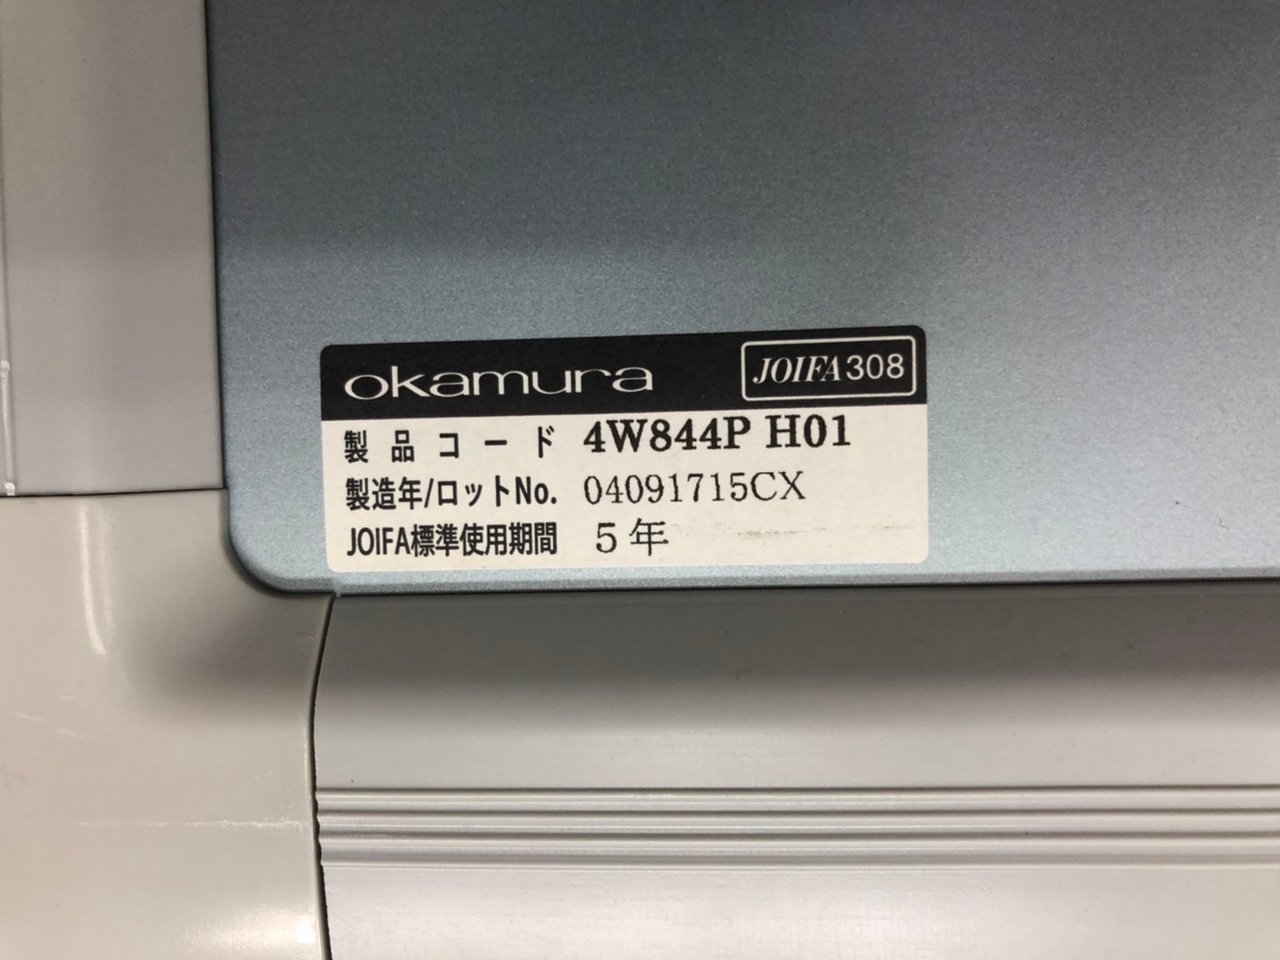 okamura JOIFA308
製品コード 4W844P H01
製造年/ロットNo. 04091715CX
JOIFA標準使用期間 5年